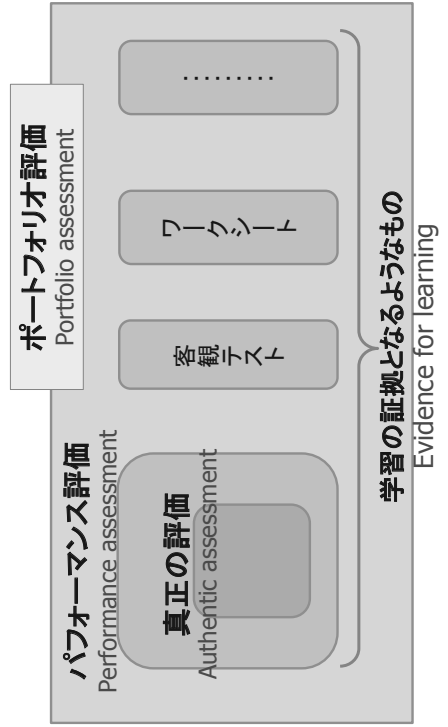 ポートフォリオ評価
Portfolio assessment
パフォーマンス評価
Performance assessment
真正の評価
Authentic assessment
客観テスト
ワークシート
………
学習の証拠となるようなもの
Evidence for learning